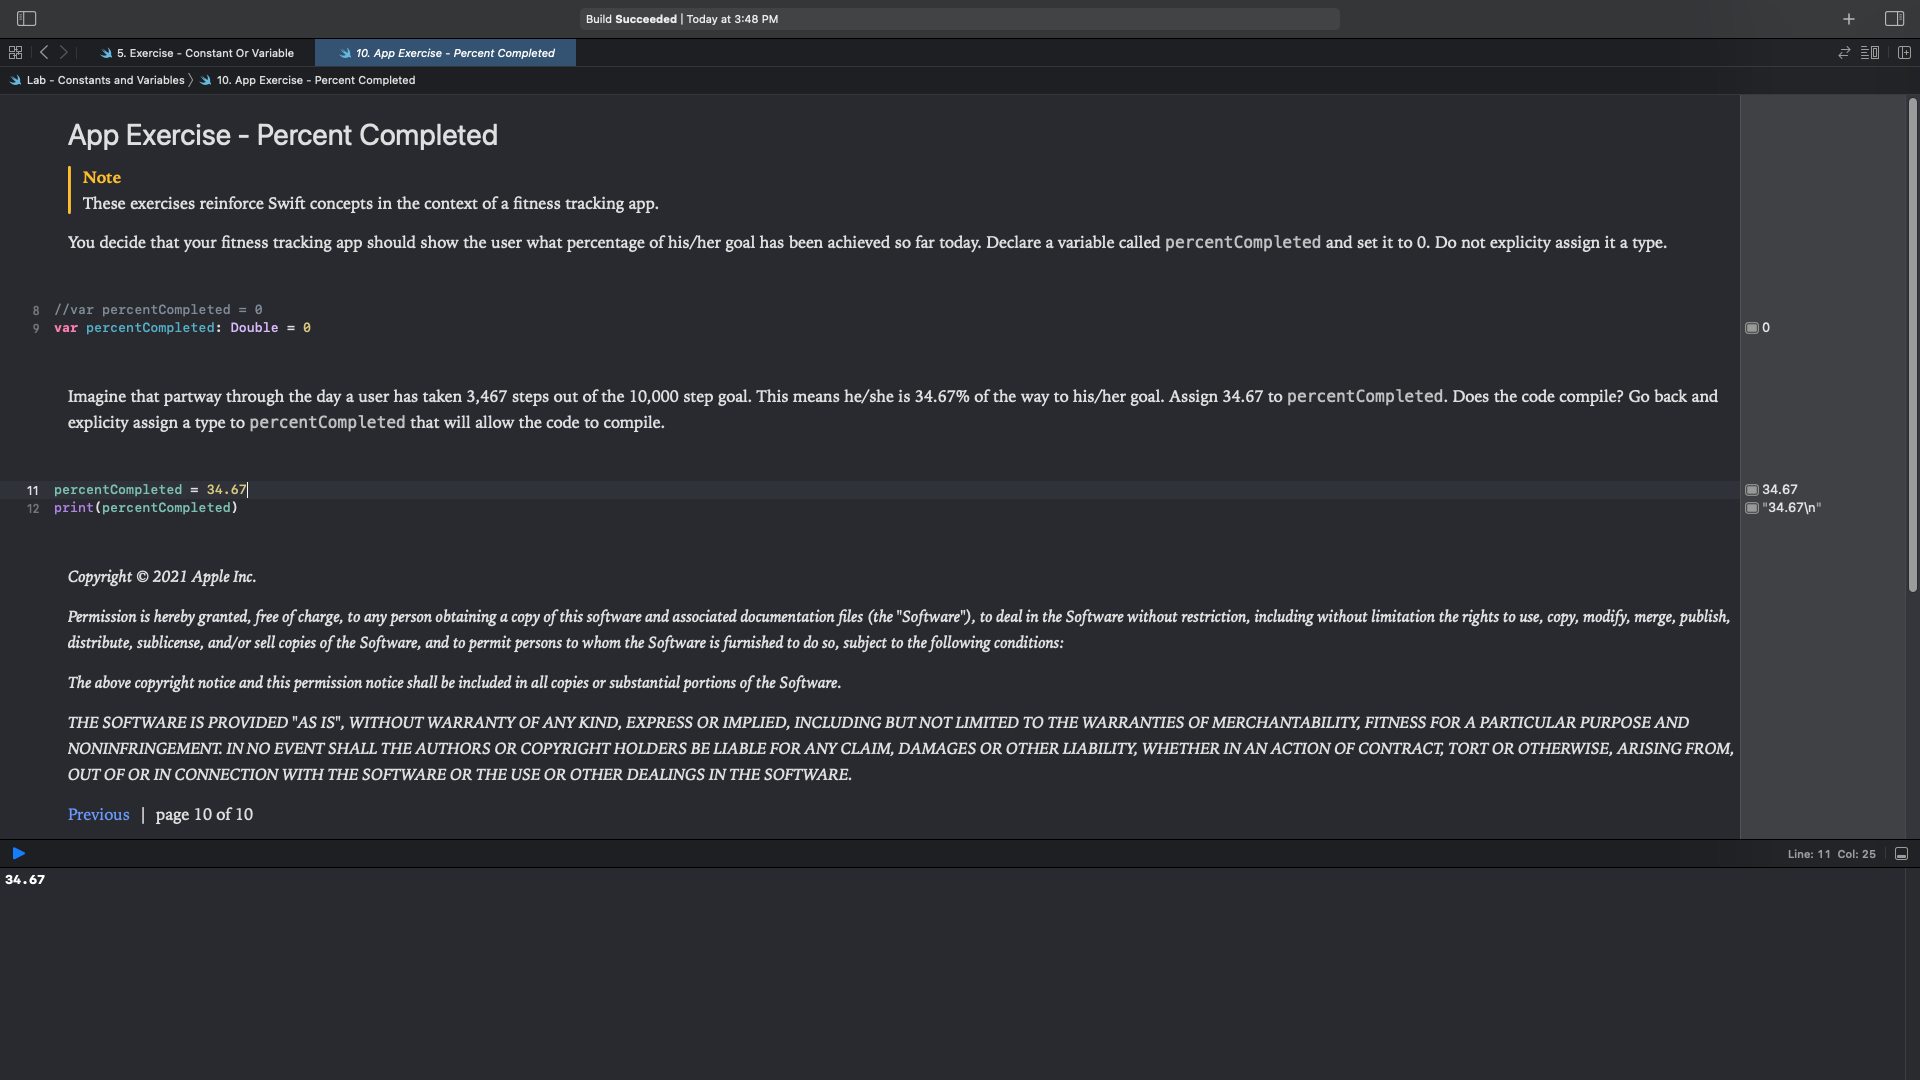 Build Succeeded | Today at 3:48 PM
5. Exercise - Constant Or Variable
10. App Exercise - Percent Completed
Lab - Constants and Variables 〉 10. App Exercise - Percent Completed
App Exercise - Percent Completed
Note
These exercises reinforce Swift concepts in the context of a fitness tracking app.
You decide that your fitness tracking app should show the user what percentage of his/her goal has been achieved so far today. Declare a variable called percentCompleted and set it to 0. Do not explicity assign it a type.
8 //var percentCompleted = 0
9 var percentCompleted: Double = 0
0
Imagine that partway through the day a user has taken 3,467 steps out of the 10,000 step goal. This means he/she is 34.67% of the way to his/her goal. Assign 34.67 to percentCompleted. Does the code compile? Go back and
explicity assign a type to percentCompleted that will allow the code to compile.
11 percentCompleted = 34.67
34.67
12 print(percentCompleted)
"34.67\n"
Copyright © 2021 Apple Inc.
Permission is hereby granted, free of charge, to any person obtaining a copy of this software and associated documentation files (the "Software"), to deal in the Software without restriction, including without limitation the rights to use, copy, modify, merge, publish,
distribute, sublicense, and/or sell copies of the Software, and to permit persons to whom the Software is furnished to do so, subject to the following conditions:
The above copyright notice and this permission notice shall be included in all copies or substantial portions of the Software.
THE SOFTWARE IS PROVIDED "AS IS", WITHOUT WARRANTY OF ANY KIND, EXPRESS OR IMPLIED, INCLUDING BUT NOT LIMITED TO THE WARRANTIES OF MERCHANTABILITY, FITNESS FOR A PARTICULAR PURPOSE AND
NONINFRINGEMENT. IN NO EVENT SHALL THE AUTHORS OR COPYRIGHT HOLDERS BE LIABLE FOR ANY CLAIM, DAMAGES OR OTHER LIABILITY, WHETHER IN AN ACTION OF CONTRACT, TORT OR OTHERWISE, ARISING FROM,
OUT OF OR IN CONNECTION WITH THE SOFTWARE OR THE USE OR OTHER DEALINGS IN THE SOFTWARE.
Previous | page 10 of 10
Line: 11 Col: 25
34.67